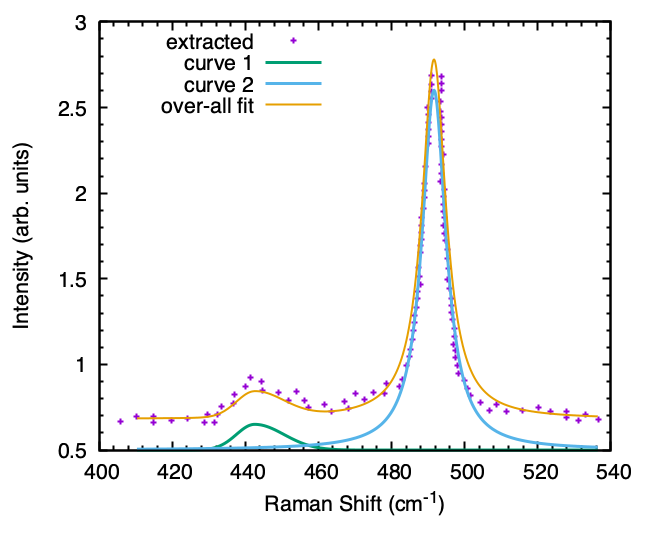 3
extracted
curve 1
curve 2
over-all fit
2.5
2
1.5
1
0.5
Intensity (arb. units)
400 420 440 460 480 500 520 540
Raman Shift (cm⁻¹)